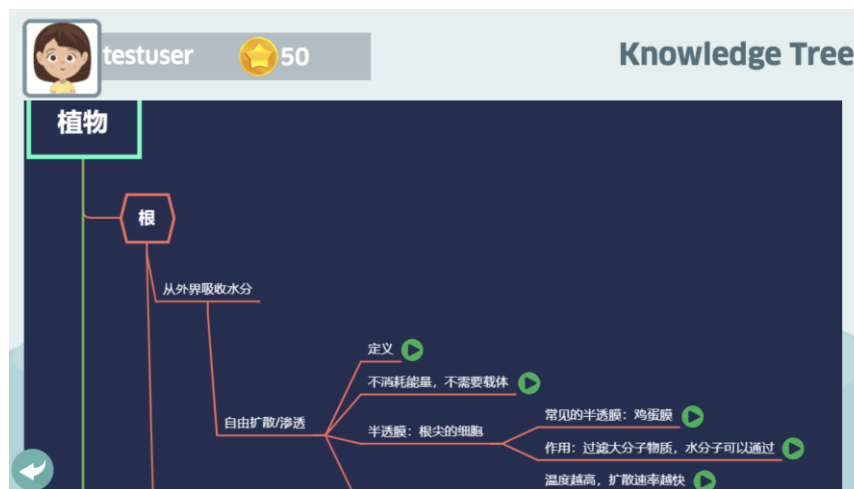 testuser
50
Knowledge Tree
植物
根
从外界吸收水分
定义
不消耗能量，不需要载体
自由扩散/渗透
半透膜：根尖的细胞
常见的半透膜：鸡蛋膜
作用：过滤大分子物质，水分子可以通过
温度越高，扩散速率越快